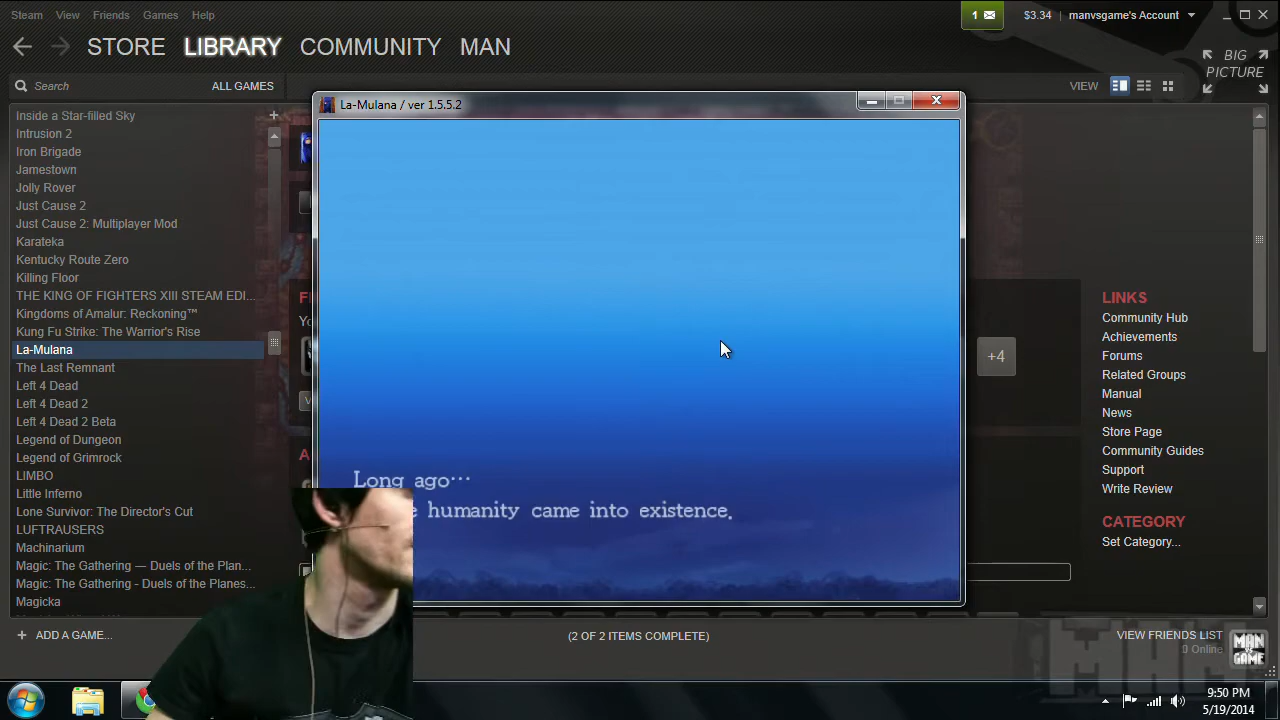 Steam View Friends Games Help
1
$3.34 manvsgame's Account
STORE LIBRARY COMMUNITY MAN
BIG PICTURE
Search ALL GAMES
VIEW
Inside a Star-filled Sky
Intrusion 2
Iron Brigade
Jamestown
Jolly Rover
Just Cause 2
Just Cause 2: Multiplayer Mod
Karateka
Kentucky Route Zero
Killing Floor
THE KING OF FIGHTERS XIII STEAM EDI...
Kingdoms of Amalur: Reckoning™
Kung Fu Strike: The Warrior's Rise
La-Mulana
The Last Remnant
Left 4 Dead
Left 4 Dead 2
Left 4 Dead 2 Beta
Legend of Dungeon
Legend of Grimrock
LIMBO
Little Inferno
Lone Survivor: The Director's Cut
LUFTRAUSERS
Machinarium
Magic: The Gathering — Duels of the Plan...
Magic: The Gathering - Duels of the Planes...
Magicka
+ ADD A GAME...
La-Mulana / ver 1.5.5.2
Long ago…
humanity came into existence.
+4
LINKS
Community Hub
Achievements
Forums
Related Groups
Manual
News
Store Page
Community Guides
Support
Write Review
CATEGORY
Set Category...
(2 OF 2 ITEMS COMPLETE)
VIEW FRIENDS LIST
0 Online
MAN VS GAME
9:50 PM
5/19/2014